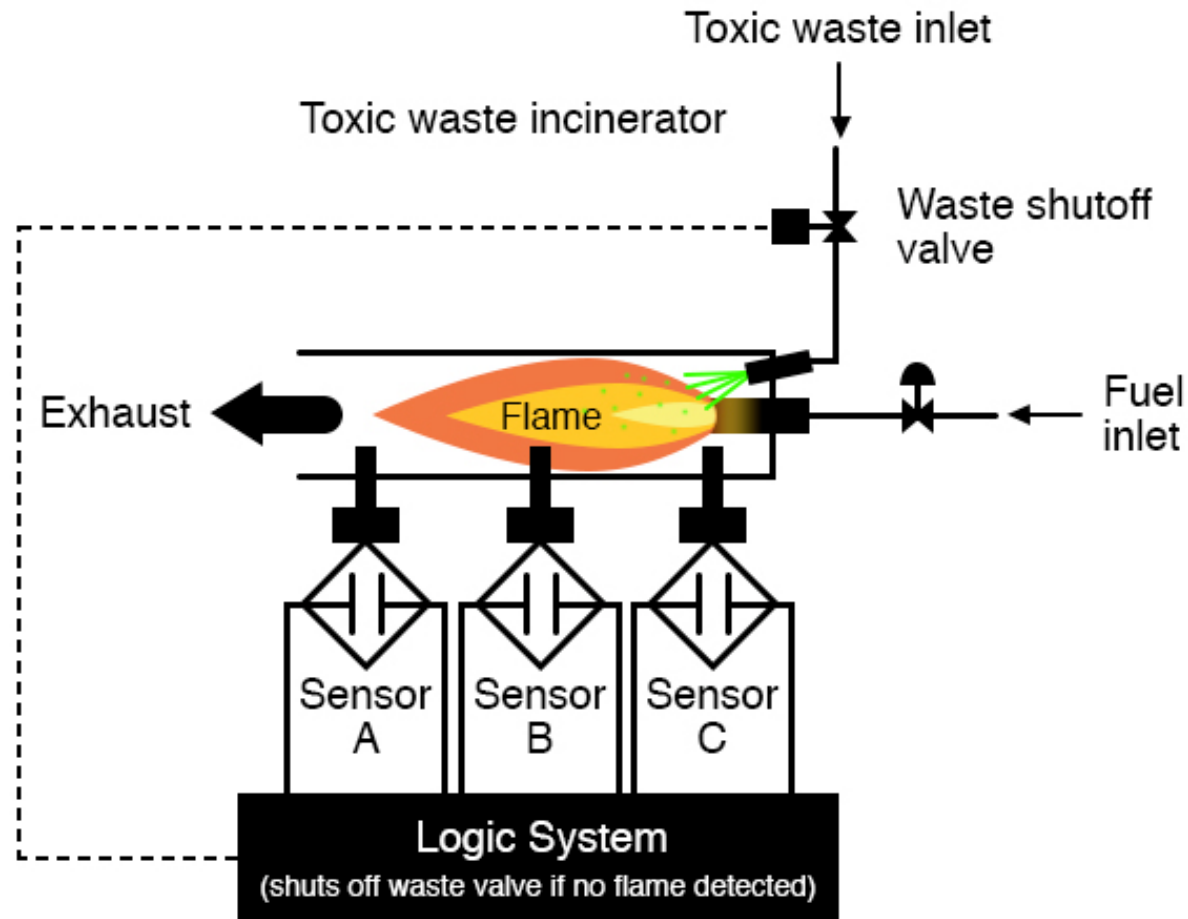 Toxic waste inlet
Toxic waste incinerator
Waste shutoff
valve
Exhaust
Flame
Fuel
inlet
Sensor
A
Sensor
B
Sensor
C
Logic System
(shuts off waste valve if no flame detected)